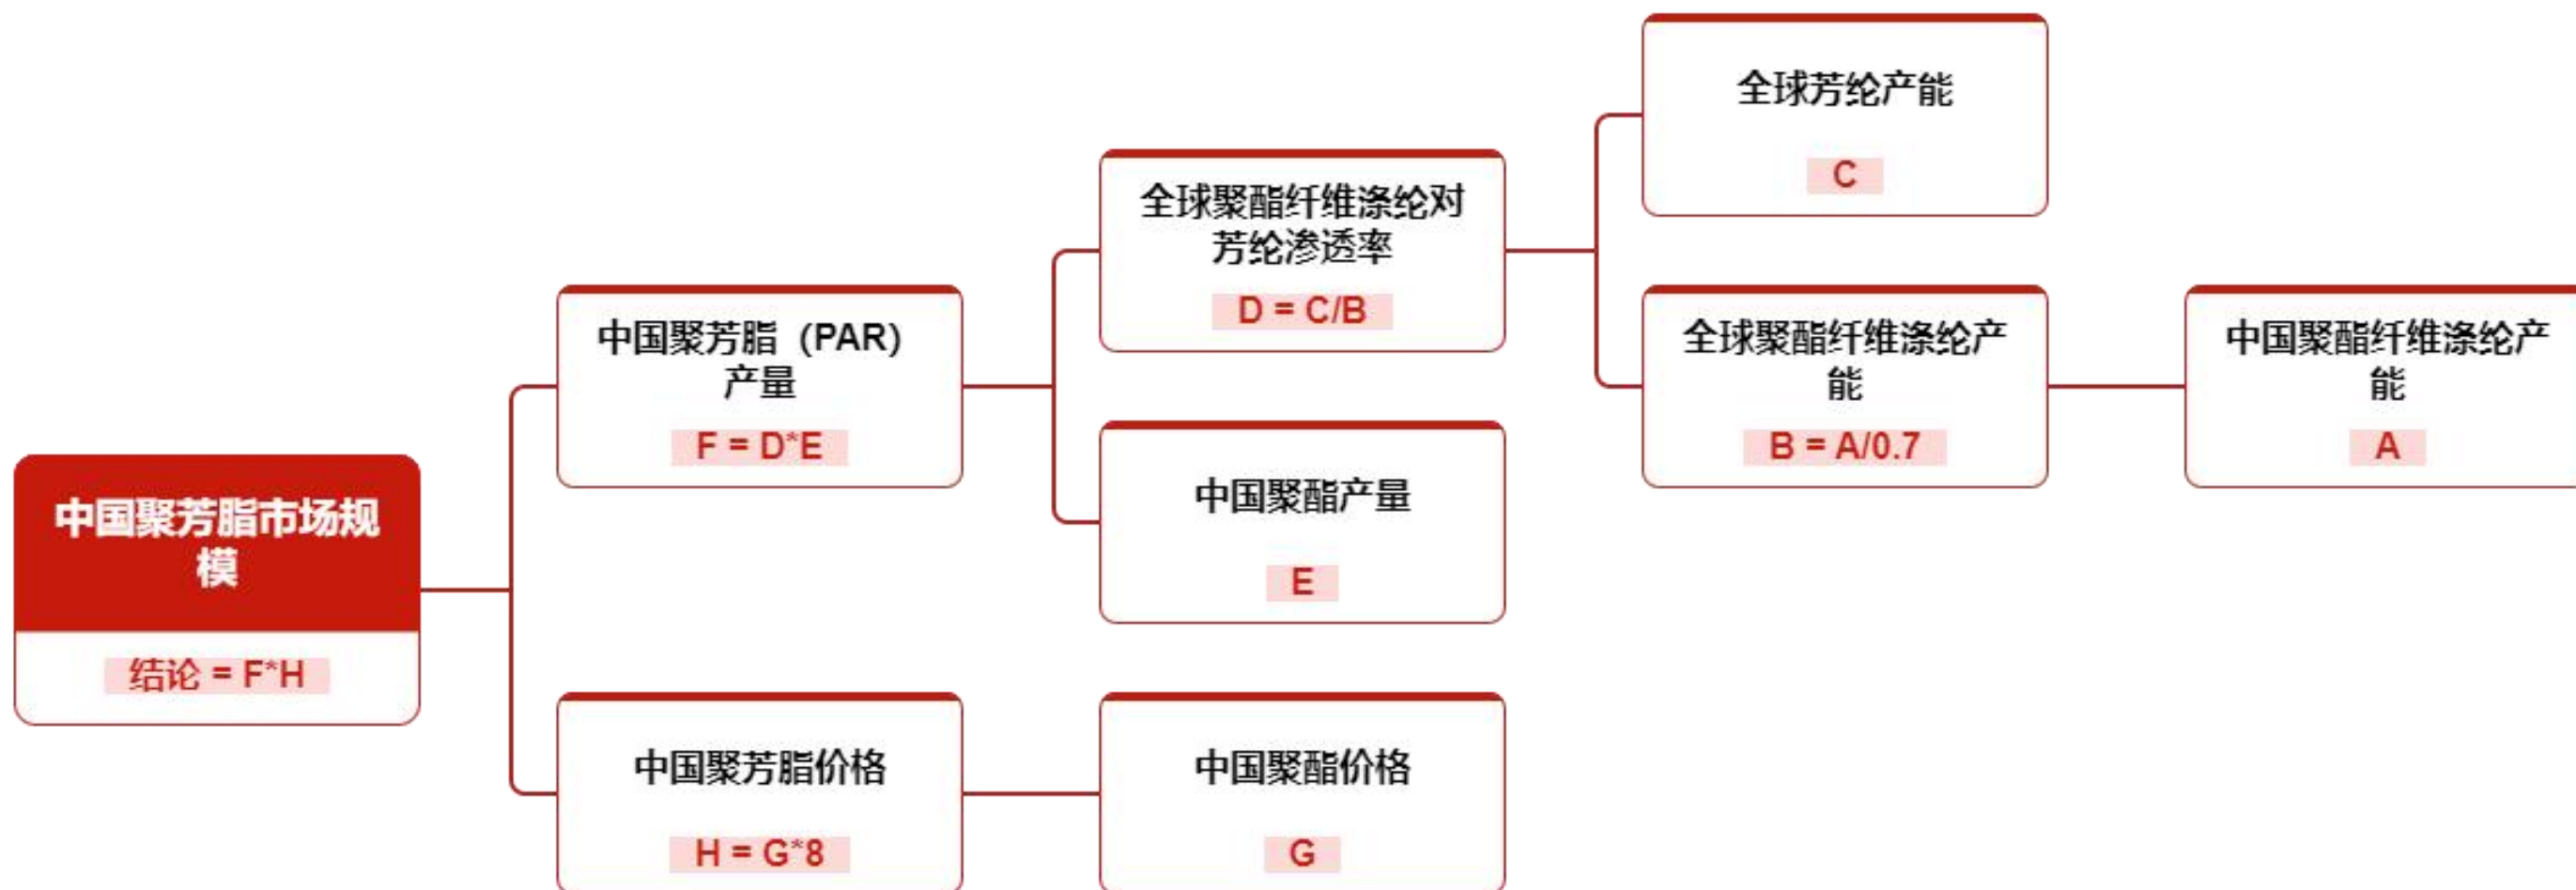 中国聚芳脂市场规
模
结论 = F*H
中国聚芳脂（PAR）
产量
F = D*E
中国聚芳脂价格
H = G*8
全球聚酯纤维涤纶对
芳纶渗透率
D = C/B
中国聚酯产量
E
中国聚酯价格
G
全球芳纶产能
C
全球聚酯纤维涤纶产
能
B = A/0.7
中国聚酯纤维涤纶产
能
A